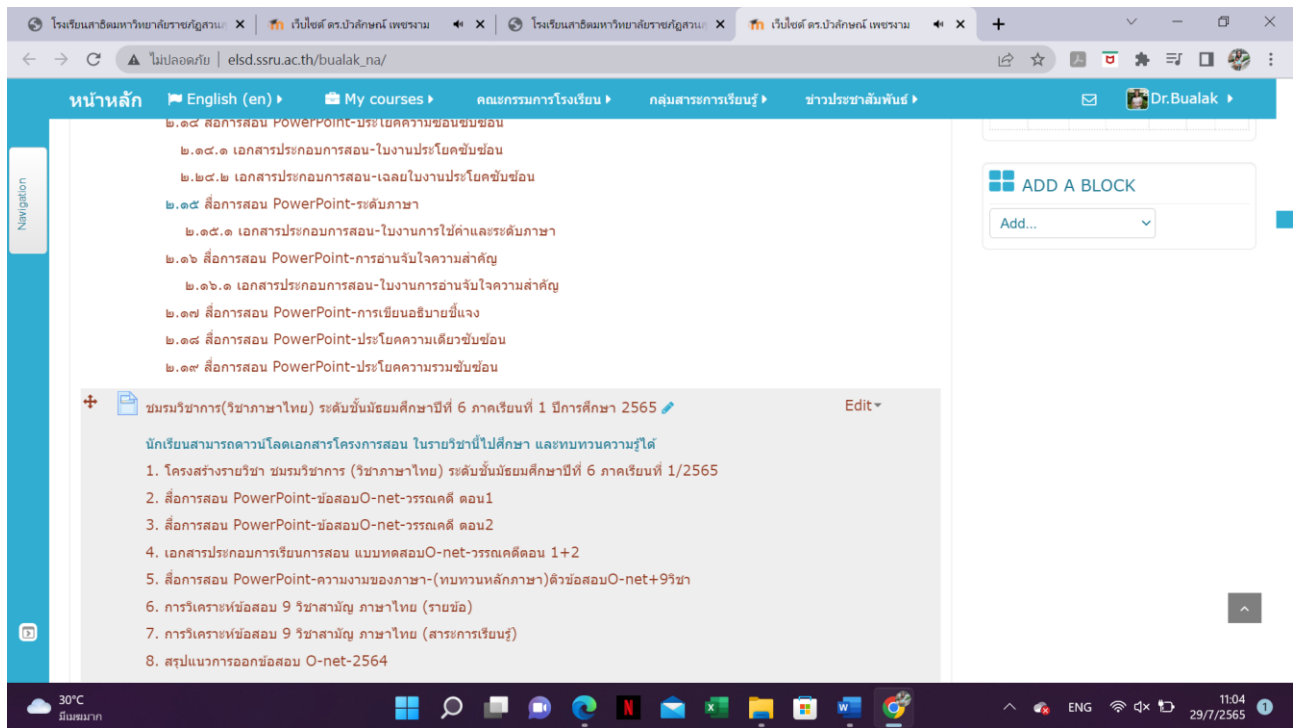 โรงเรียนสาธิตมหาวิทยาลัยราชภัฏสวน
เว็บไซต์ ดร.บัวลักษณ์ เพชรงาม
โรงเรียนสาธิตมหาวิทยาลัยราชภัฏสวน
เว็บไซต์ ดร.บัวลักษณ์ เพชรงาม
ไม่ปลอดภัย | elsd.ssru.ac.th/bualak_na/
หน้าหลัก English (en) My courses คณะกรรมการโรงเรียน กลุ่มสาระการเรียนรู้ ข่าวประชาสัมพันธ์ Dr.Bualak
Navigation
๒.๑๔ สื่อการสอน PowerPoint-ประโยคความซ้อนซับซ้อน
๒.๑๔.๑ เอกสารประกอบการสอน-ใบงานประโยคซับซ้อน
๒.๒๔.๒ เอกสารประกอบการสอน-เฉลยใบงานประโยคซับซ้อน
๒.๑๕ สื่อการสอน PowerPoint-ระดับภาษา
๒.๑๕.๑ เอกสารประกอบการสอน-ใบงานการใช้คำและระดับภาษา
๒.๑๖ สื่อการสอน PowerPoint-การอ่านจับใจความสำคัญ
๒.๑๖.๑ เอกสารประกอบการสอน-ใบงานการอ่านจับใจความสำคัญ
๒.๑๗ สื่อการสอน PowerPoint-การเขียนอธิบายชี้แจง
๒.๑๘ สื่อการสอน PowerPoint-ประโยคความเดียวซับซ้อน
๒.๑๙ สื่อการสอน PowerPoint-ประโยคความรวมซับซ้อน
ชมรมวิชาการ(วิชาภาษาไทย) ระดับชั้นมัธยมศึกษาปีที่ 6 ภาคเรียนที่ 1 ปีการศึกษา 2565 Edit
นักเรียนสามารถดาวน์โลดเอกสารโครงการสอน ในรายวิชานี้ไปศึกษา และทบทวนความรู้ได้
1. โครงสร้างรายวิชา ชมรมวิชาการ (วิชาภาษาไทย) ระดับชั้นมัธยมศึกษาปีที่ 6 ภาคเรียนที่ 1/2565
2. สื่อการสอน PowerPoint-ข้อสอบO-net-วรรณคดี ตอน1
3. สื่อการสอน PowerPoint-ข้อสอบO-net-วรรณคดี ตอน2
4. เอกสารประกอบการเรียนการสอน แบบทดสอบO-net-วรรณคดีตอน 1+2
5. สื่อการสอน PowerPoint-ความงามของภาษา-(ทบทวนหลักภาษา)ติวข้อสอบO-net+9วิชา
6. การวิเคราะห์ข้อสอบ 9 วิชาสามัญ ภาษาไทย (รายข้อ)
7. การวิเคราะห์ข้อสอบ 9 วิชาสามัญ ภาษาไทย (สาระการเรียนรู้)
8. สรุปแนวการออกข้อสอบ O-net-2564
ADD A BLOCK
Add...
30°C
มีเมฆมาก
ENG
11:04
29/7/2565
1